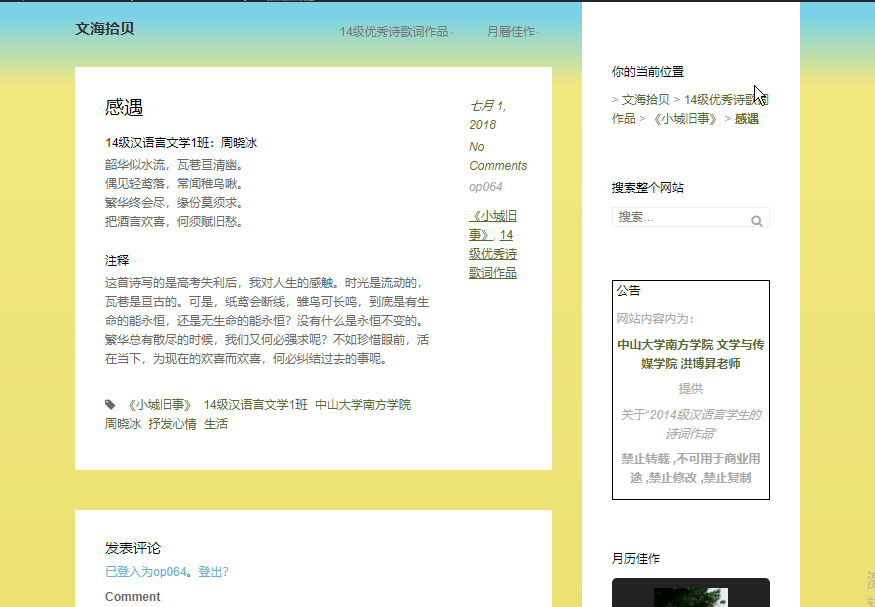 文海拾贝
14级优秀诗歌词作品
月曆佳作
感遇
14级汉语言文学1班：周晓冰
韶华似水流，瓦巷亘清幽。
偶见轻鸢落，常闻稚鸟啾。
繁华终会尽，缘份莫须求。
把酒言欢喜，何须赋旧愁。
注释
这首诗写的是高考失利后，我对人生的感触。时光是流动的，
瓦巷是亘古的。可是，纸鸢会断线，雏鸟可长鸣，到底是有生
命的能永恒，还是无生命的能永恒？没有什么是永恒不变的。
繁华总有散尽的时候，我们又何必强求呢？不如珍惜眼前，活
在当下，为现在的欢喜而欢喜，何必纠结过去的事呢。
《小城旧事》 14级汉语言文学1班 中山大学南方学院
周晓冰 抒发心情 生活
七月 1,
2018
No
Comments
op064
《小城旧
事》, 14
级优秀诗
歌词作品
发表评论
已登入为op064。登出?
Comment
你的当前位置
> 文海拾贝 > 14级优秀诗歌词
作品 > 《小城旧事》 > 感遇
搜索整个网站
搜索…
公告
网站内容内为：
中山大学南方学院 文学与传
媒学院 洪博昇老师
提供
关于“2014级汉语言学生的
诗词作品”
禁止转载 ,不可用于商业用
途 ,禁止修改 ,禁止复制
月历佳作